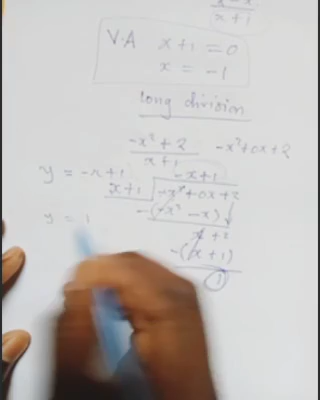 x+1
V.A x+1 = 0
x = -1
Long division
-x²+2
x+1
-x²+0x+2
y = -x+1
-x+1
x+1 -x²+0x+2
-(-x²-x)
y = 1
x+2
-(x+1)
1